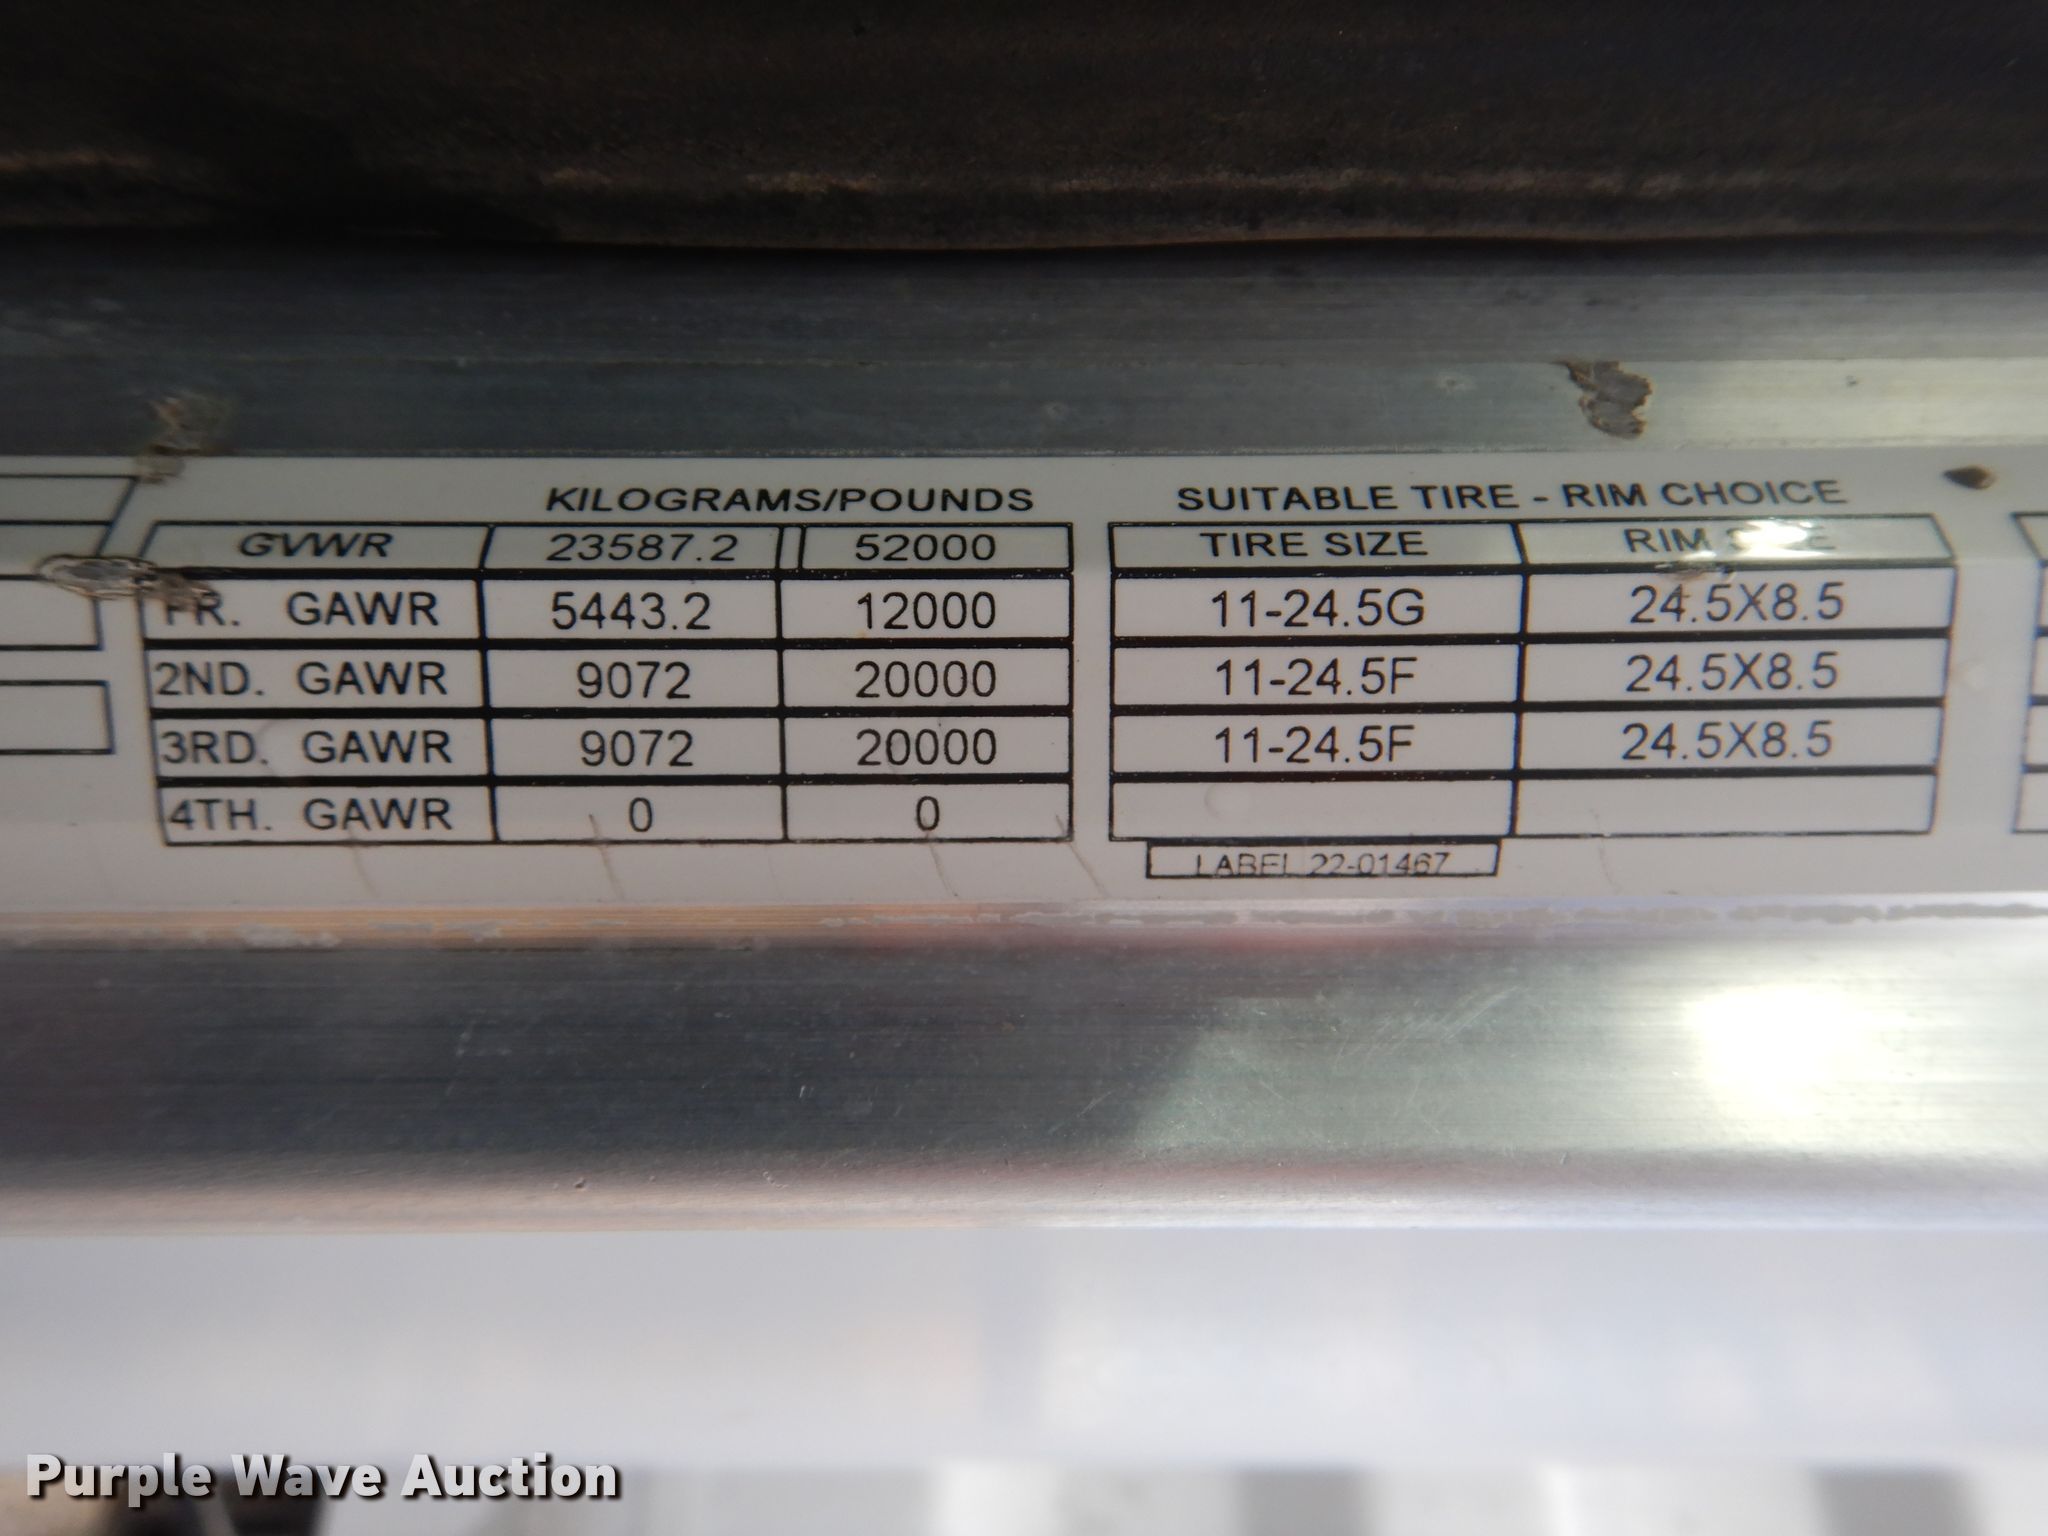 KILOGRAMS/POUNDS SUITABLE TIRE - RIM CHOICE
GVWR 23587.2 52000 TIRE SIZE RIM SIZE
FR. GAWR 5443.2 12000 11-24.5G 24.5X8.5
2ND. GAWR 9072 20000 11-24.5F 24.5X8.5
3RD. GAWR 9072 20000 11-24.5F 24.5X8.5
4TH. GAWR 0 0
LABEL 22-01467
Purple Wave Auction